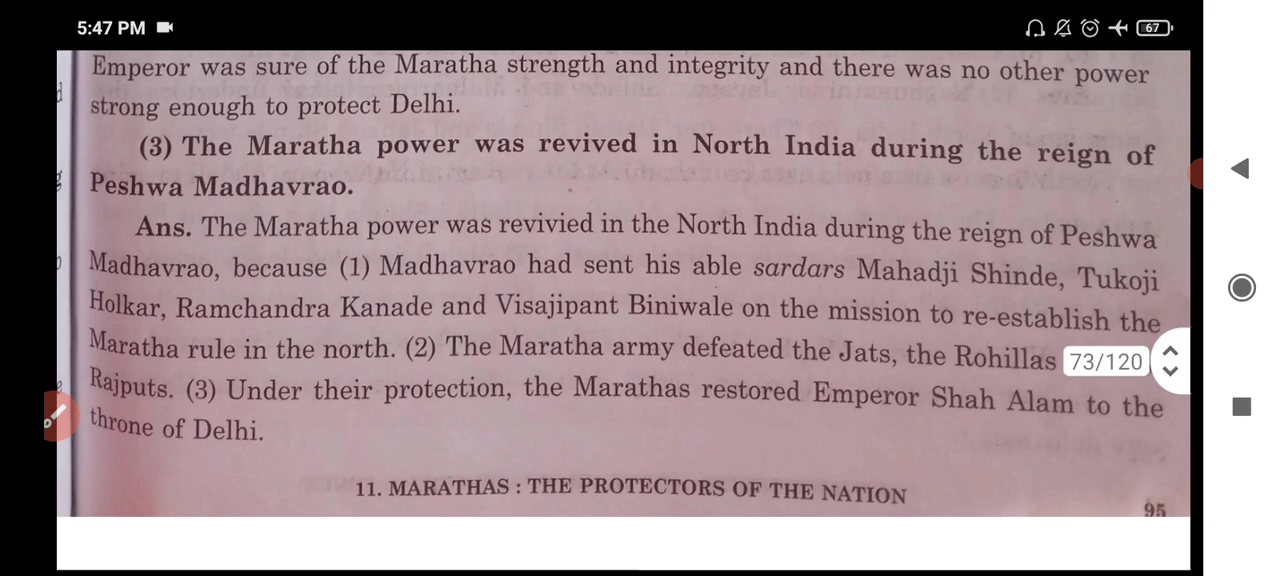 5:47 PM
67
Emperor was sure of the Maratha strength and integrity and there was no other power
strong enough to protect Delhi.
(3) The Maratha power was revived in North India during the reign of
Peshwa Madhavrao.
Ans. The Maratha power was revivied in the North India during the reign of Peshwa
Madhavrao, because (1) Madhavrao had sent his able sardars Mahadji Shinde, Tukoji
Holkar, Ramchandra Kanade and Visajipant Biniwale on the mission to re-establish the
Maratha rule in the north. (2) The Maratha army defeated the Jats, the Rohillas
73/120
Rajputs. (3) Under their protection, the Marathas restored Emperor Shah Alam to the
throne of Delhi.
11. MARATHAS : THE PROTECTORS OF THE NATION
95